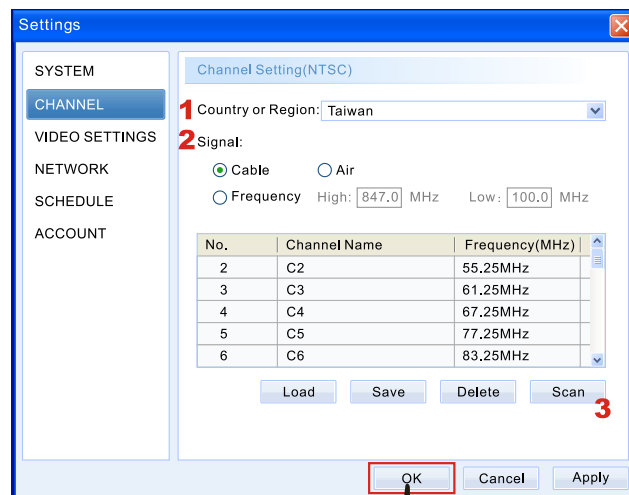 Settings
SYSTEM
CHANNEL
VIDEO SETTINGS
NETWORK
SCHEDULE
ACCOUNT
Channel Setting(NTSC)
1 Country or Region: Taiwan
2 Signal:
Cable Air
Frequency High: 847.0 MHz Low: 100.0 MHz
No. Channel Name Frequency(MHz)
2 C2 55.25MHz
3 C3 61.25MHz
4 C4 67.25MHz
5 C5 77.25MHz
6 C6 83.25MHz
Load Save Delete Scan
3
OK Cancel Apply